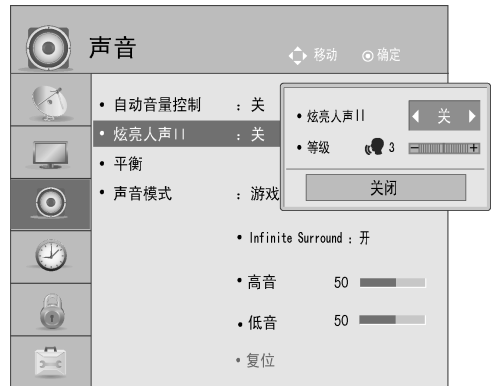 声音
移动 确定
• 自动音量控制 : 关
• 炫亮人声II : 关
• 平衡
• 声音模式 : 游戏
• Infinite Surround : 开
• 高音 50
• 低音 50
• 复位
• 炫亮人声II 关
• 等级 3
关闭